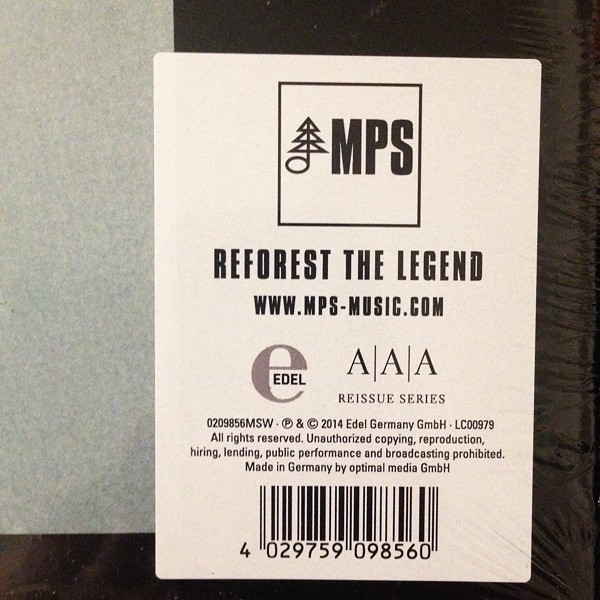 MPS
REFOREST THE LEGEND
WWW.MPS-MUSIC.COM
e EDEL
A|A|A
REISSUE SERIES
0209856MSW · ℗ & © 2014 Edel Germany GmbH · LC00979
All rights reserved. Unauthorized copying, reproduction,
hiring, lending, public performance and broadcasting prohibited.
Made in Germany by optimal media GmbH
4 029759 098560